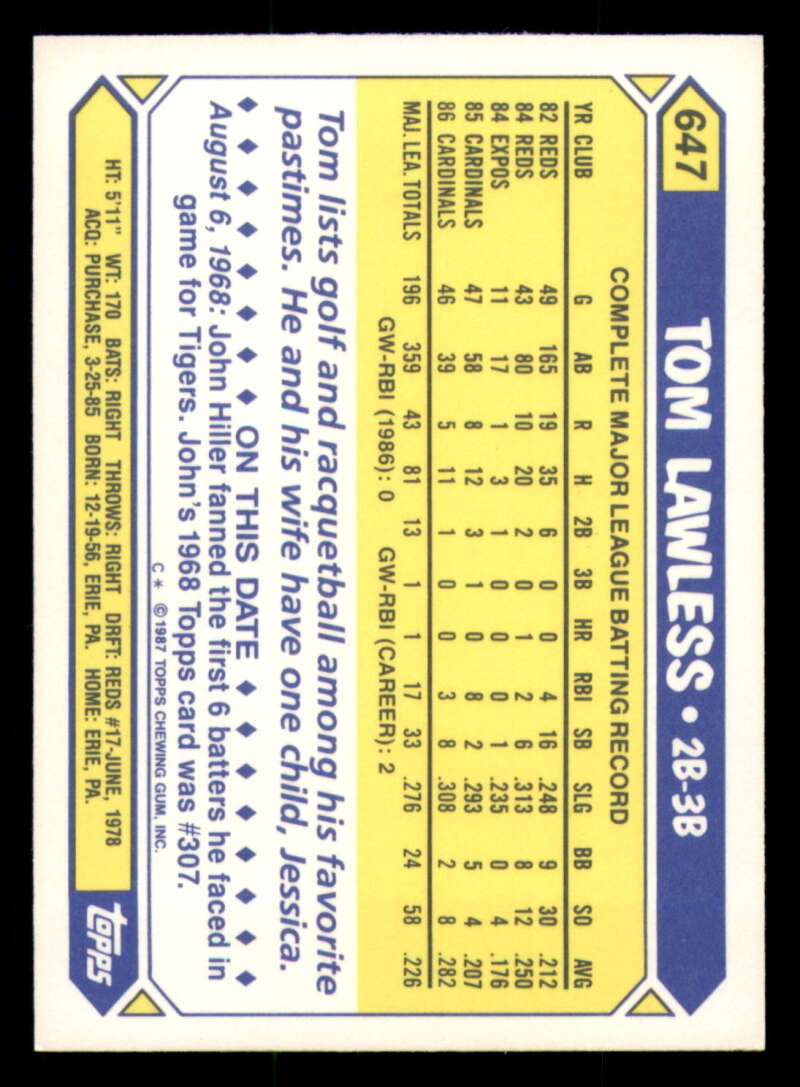 647 TOM LAWLESS • 2B-3B
COMPLETE MAJOR LEAGUE BATTING RECORD
YR CLUB G AB R H 2B 3B HR RBI SB SLG BB SO AVG
82 REDS 49 165 19 35 6 0 0 4 16 .248 9 30 .212
84 REDS 43 80 10 20 2 0 1 2 6 .313 8 12 .250
84 EXPOS 11 17 1 3 1 0 0 0 1 .235 0 4 .176
85 CARDINALS 47 58 8 12 3 1 0 8 2 .293 5 4 .207
86 CARDINALS 46 39 5 11 1 0 0 3 8 .308 2 8 .282
MAJ. LEA. TOTALS 196 359 43 81 13 1 1 17 33 .276 24 58 .226
GW-RBI (1986): 0 GW-RBI (CAREER): 2
Tom lists golf and racquetball among his favorite
pastimes. He and his wife have one child, Jessica.
◆ ◆ ◆ ◆ ◆ ◆ ◆ ◆ ON THIS DATE ◆ ◆ ◆ ◆ ◆ ◆ ◆ ◆
August 6, 1968: John Hiller fanned the first 6 batters he faced in
game for Tigers. John's 1968 Topps card was #307.
C* ©1987 TOPPS CHEWING GUM, INC.
HT: 5'11" WT: 170 BATS: RIGHT THROWS: RIGHT DRFT: REDS #17-JUNE, 1978
ACQ: PURCHASE, 3-25-85 BORN: 12-19-56, ERIE, PA. HOME: ERIE, PA.
topps